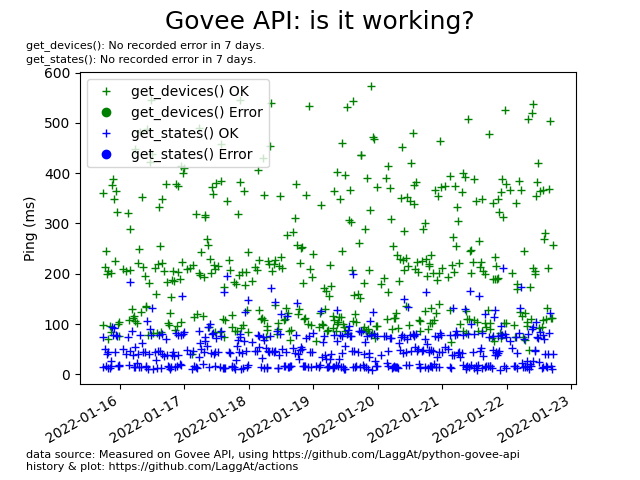 Govee API: is it working?
get_devices(): No recorded error in 7 days.
get_states(): No recorded error in 7 days.
get_devices() OK
get_devices() Error
get_states() OK
get_states() Error
Ping (ms)
600
500
400
300
200
100
0
2022-01-16
2022-01-17
2022-01-18
2022-01-19
2022-01-20
2022-01-21
2022-01-22
2022-01-23
data source: Measured on Govee API, using https://github.com/LaggAt/python-govee-api
history & plot: https://github.com/LaggAt/actions